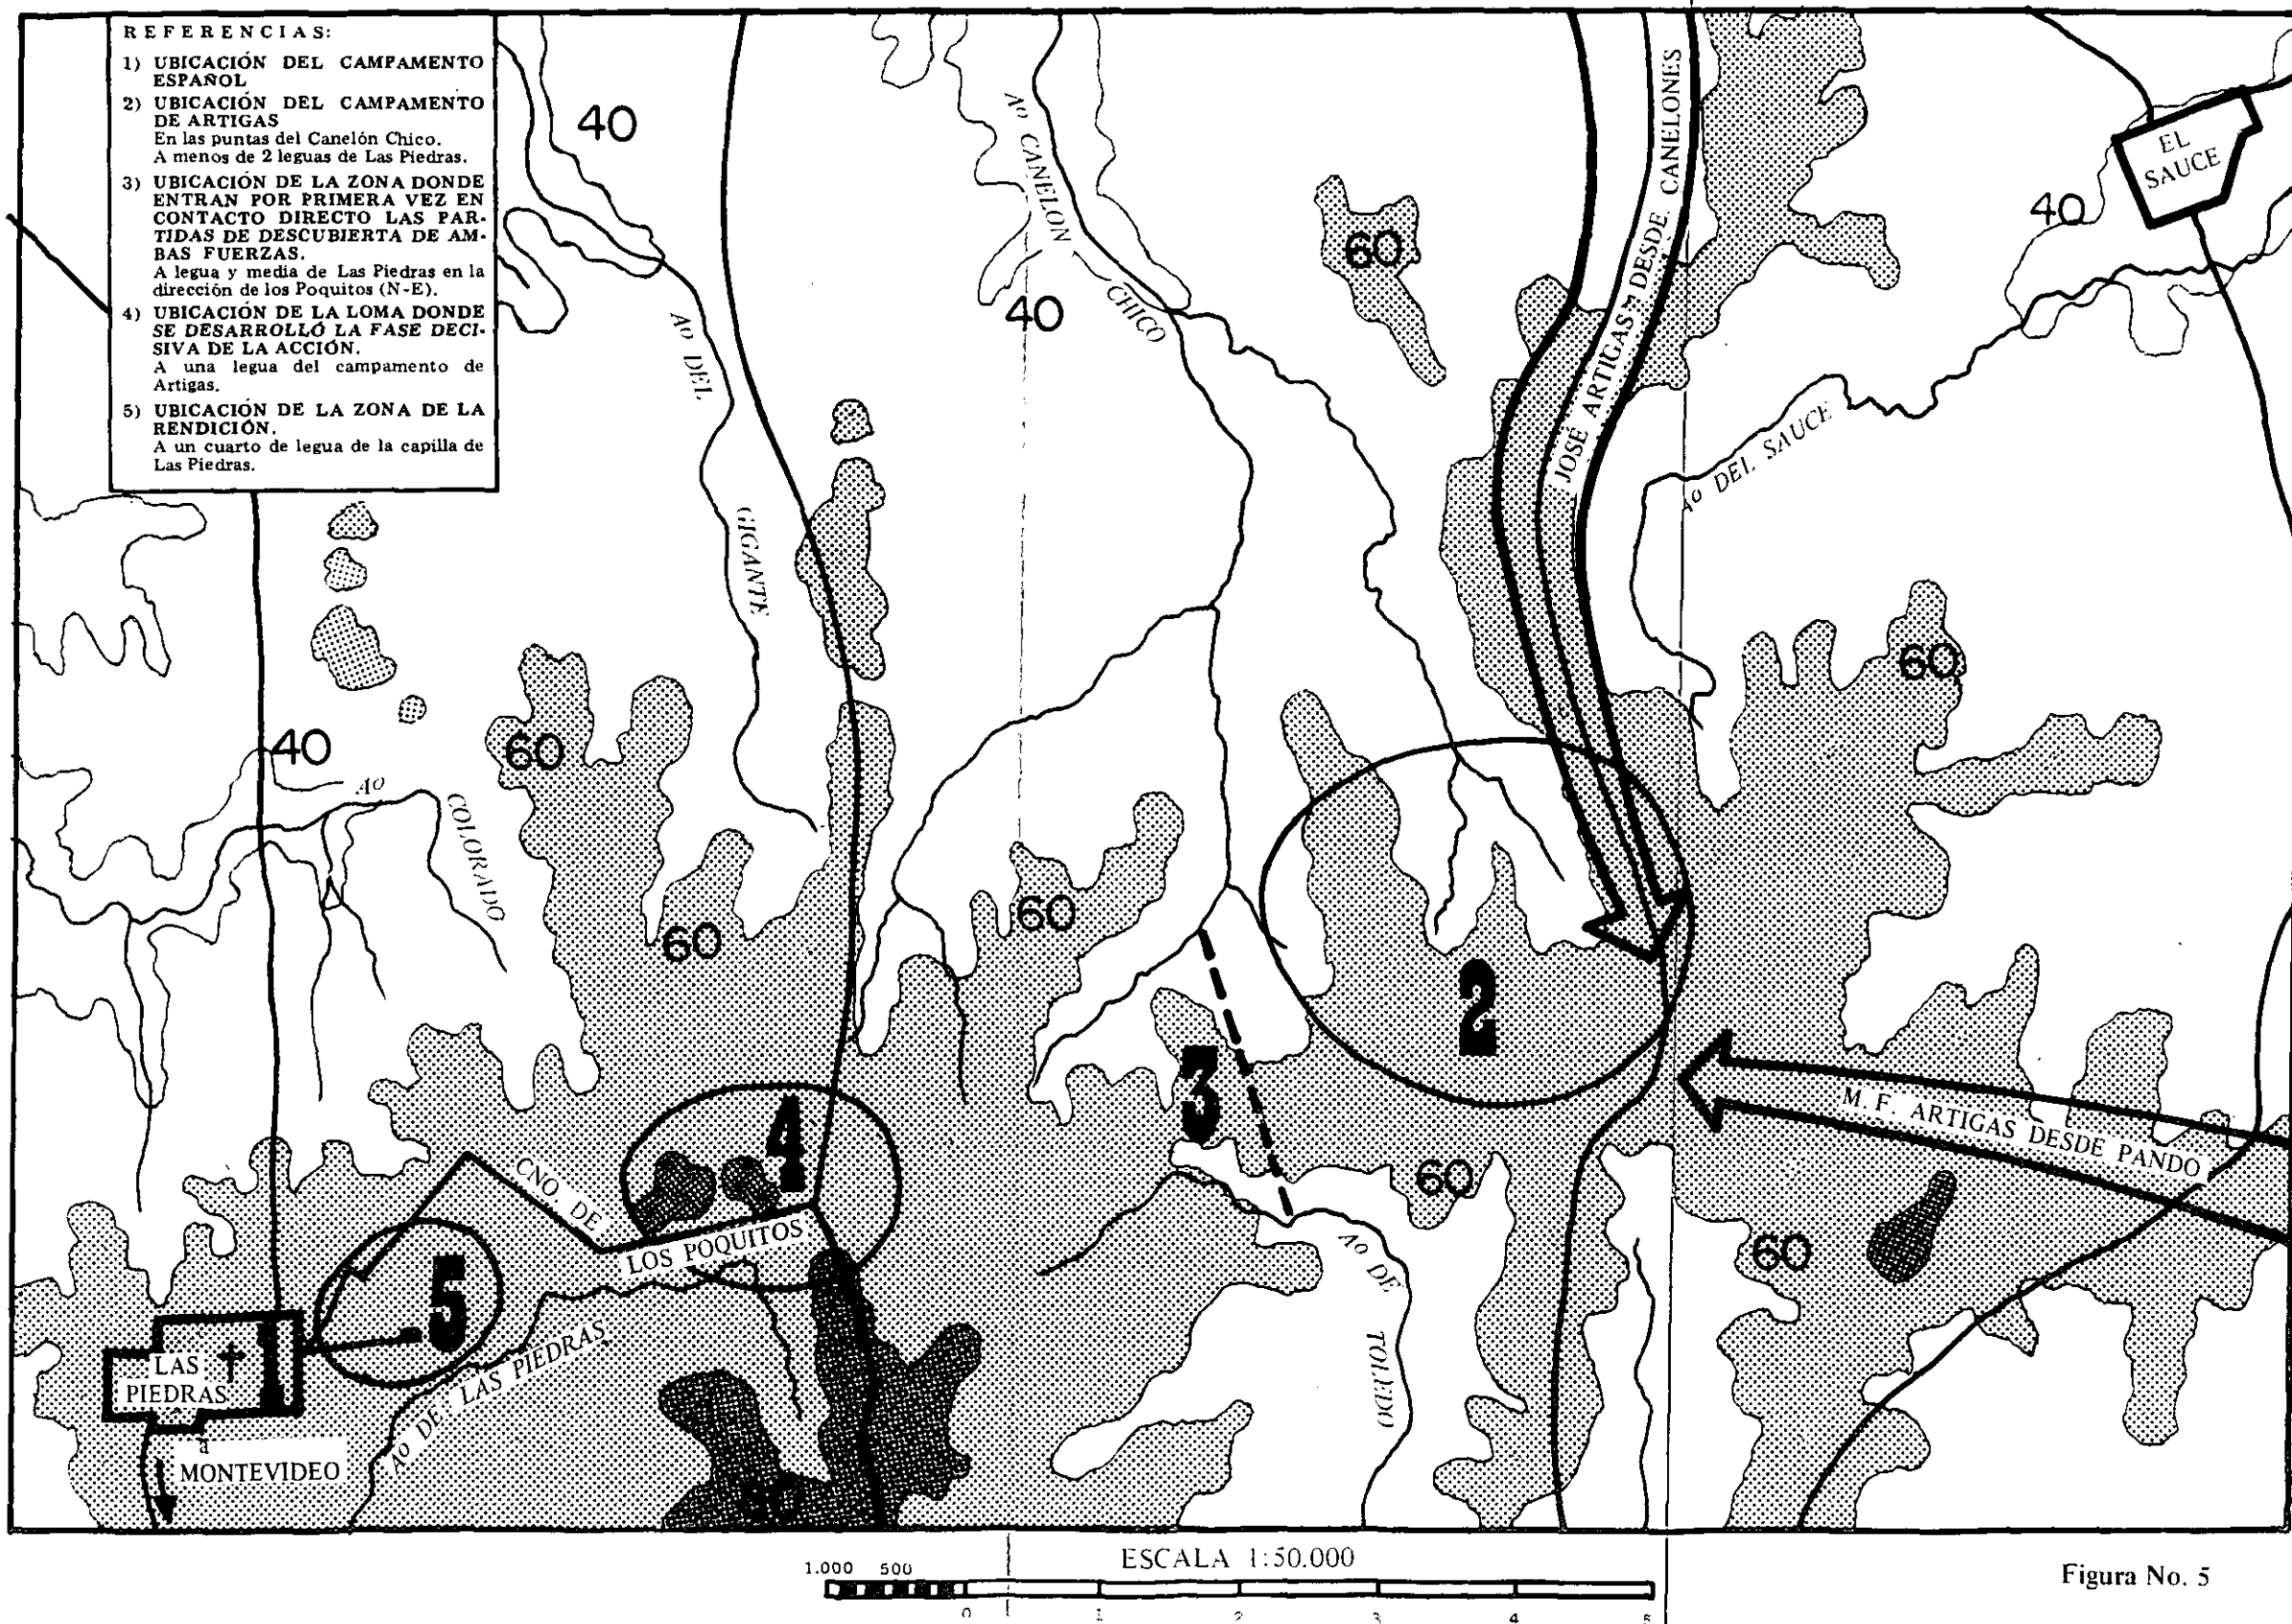 REFERENCIAS:
1) UBICACIÓN DEL CAMPAMENTO
ESPAÑOL
2) UBICACIÓN DEL CAMPAMENTO
DE ARTIGAS
En las puntas del Canelón Chico.
A menos de 2 leguas de Las Piedras.
3) UBICACIÓN DE LA ZONA DONDE
ENTRAN POR PRIMERA VEZ EN
CONTACTO DIRECTO LAS PAR-
TIDAS DE DESCUBIERTA DE AM-
BAS FUERZAS.
A legua y media de Las Piedras en la
dirección de los Poquitos (N-E).
4) UBICACIÓN DE LA LOMA DONDE
SE DESARROLLÓ LA FASE DECI-
SIVA DE LA ACCIÓN.
A una legua del campamento de
Artigas.
5) UBICACIÓN DE LA ZONA DE LA
RENDICIÓN.
A un cuarto de legua de la capilla de
Las Piedras.
40
Aº CANELON CHICO
40
60
JOSÉ ARTIGAS DESDE CANELONES
EL
SAUCE
40
Aº DEL GIGANTE
Aº DEL SAUCE
60
40
60
Aº COLORADO
60
60
2
3
4
M. F. ARTIGAS DESDE PANDO
60
60
CNO. DE
LOS POQUITOS
5
Aº DE TOLEDO
LAS
PIEDRAS
Aº DE LAS PIEDRAS
a
MONTEVIDEO
ESCALA 1:50.000
1.000 500
0 1 2 3 4 5
Figura No. 5